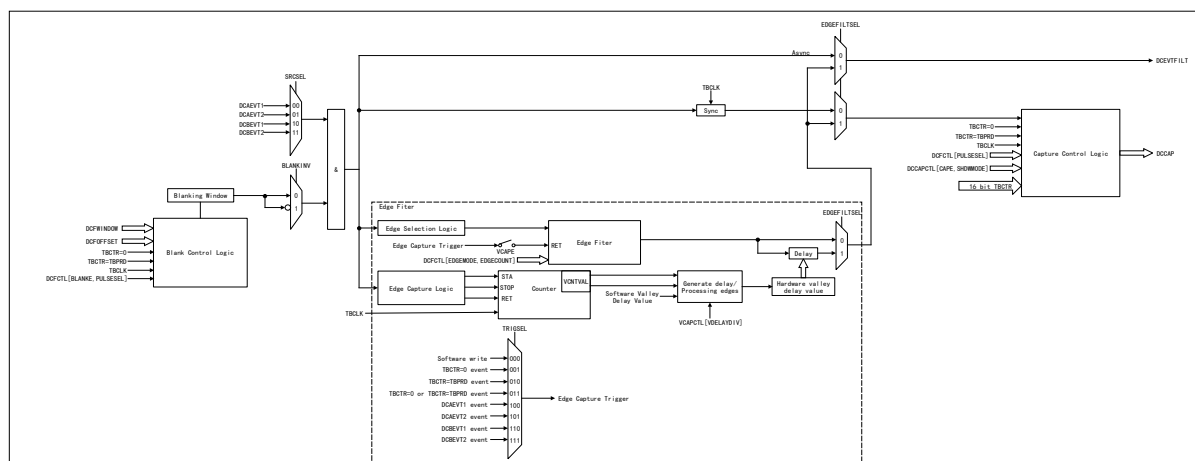 EDGEFILTSEL
Async
0
1
DCEVTFILT
SRCSEL
DCAEVT1
DCAEVT2
DCBEVT1
DCBEVT2
00
01
10
11
TBCLK
Sync
0
1
TBCTR=0
TBCTR=TBPRD
TBCLK
DCFCTL[PULSESEL]
DCCAPCTL[CAPE,SHDWMODE]
16 bit TBCTR
Capture Control Logic
DCCAP
BLANKINV
&
Blanking Window
0
1
DCFWINDOW
DCFOFFSET
TBCTR=0
TBCTR=TBPRD
TBCLK
DCFCTL[BLANKE,PULSESEL]
Blank Control Logic
Edge Fiter
Edge Selection Logic
Edge Capture Trigger
VCAPE
RET
Edge Fiter
DCFCTL[EDGEMODE,EDGECOUNT]
EDGEFILTSEL
0
1
Delay
Edge Capture Logic
STA
STOP
RET
Counter
VCNTVAL
TBCLK
Software Valley
Delay Value
Generate delay/
Processing edges
Hardware valley
delay value
VCAPCTL[VDELAYDIV]
TRIGSEL
Software write
000
TBCTR=0 event
001
TBCTR=TBPRD event
010
TBCTR=0 or TBCTR=TBPRD event
011
DCAEVT1 event
100
DCAEVT2 event
101
DCBEVT1 event
110
DCBEVT2 event
111
Edge Capture Trigger